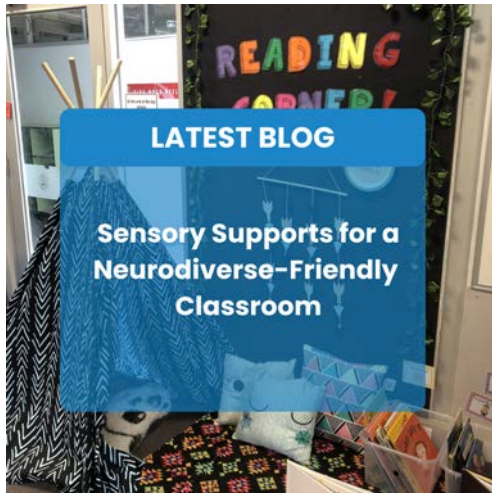 READING
CORNER!
LATEST BLOG
Sensory Supports for a
Neurodiverse-Friendly
Classroom